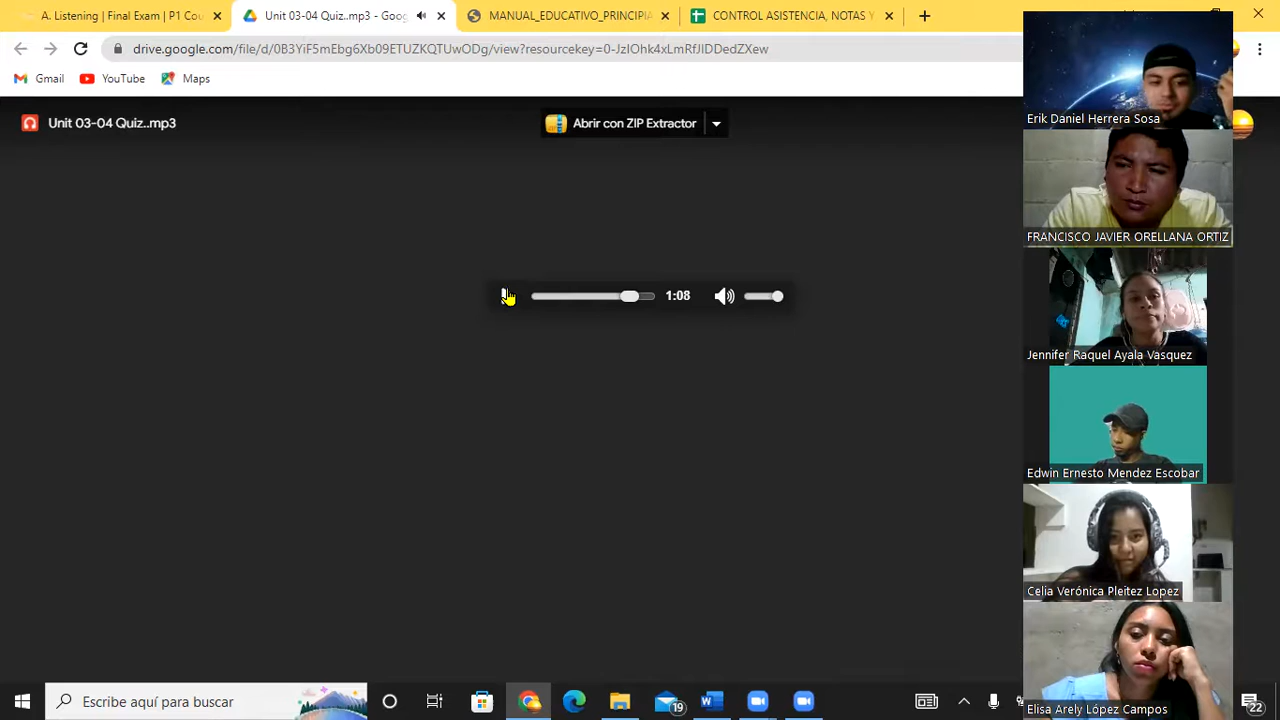 A. Listening | Final Exam | P1 Cou
Unit 03-04 Quiz..mp3 - Goog
MANUAL_EDUCATIVO_PRINCIPIA
CONTROL ASISTENCIA, NOTAS Y
drive.google.com/file/d/0B3YiF5mEbg6Xb09ETUZKQTUwODg/view?resourcekey=0-JzIOhk4xLmRfJIDDedZXew
Gmail
YouTube
Maps
Unit 03-04 Quiz..mp3
Abrir con ZIP Extractor
1:08
Erik Daniel Herrera Sosa
FRANCISCO JAVIER ORELLANA ORTIZ
Jennifer Raquel Ayala Vasquez
Edwin Ernesto Mendez Escobar
Celia Verónica Pleitez Lopez
Elisa Arely López Campos
Escribe aquí para buscar
19
22